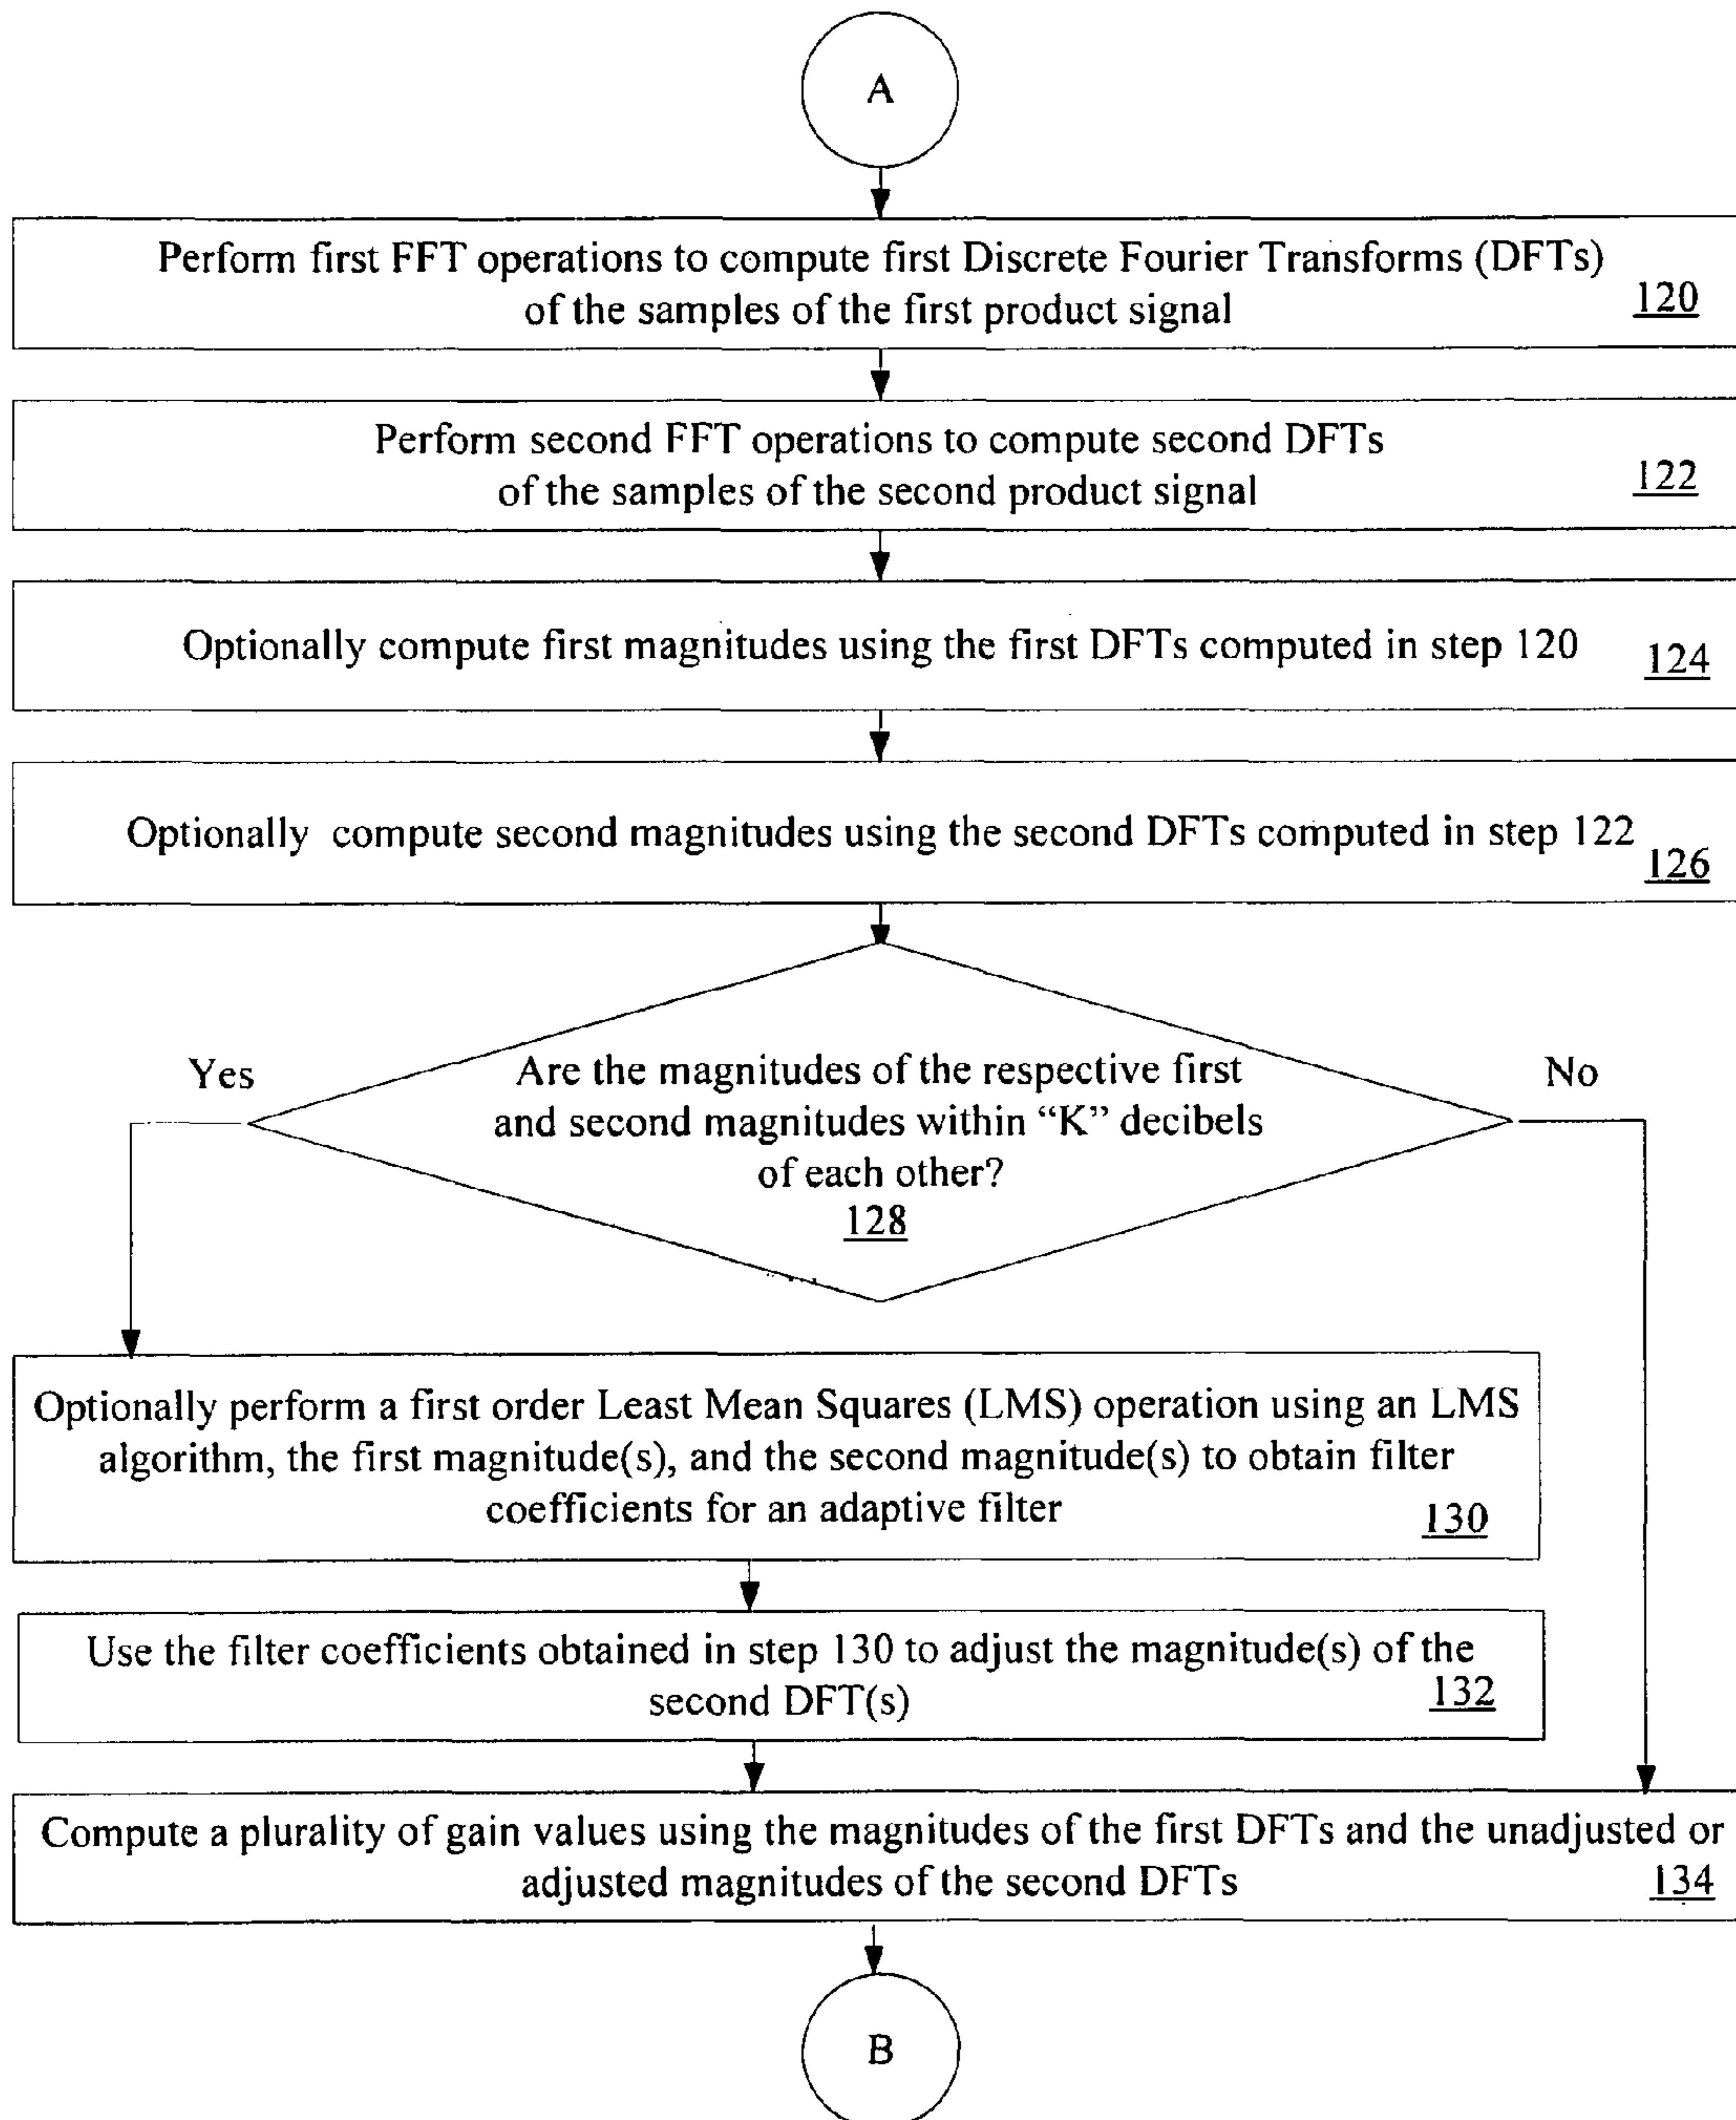 A
Perform first FFT operations to compute first Discrete Fourier Transforms (DFTs)
of the samples of the first product signal
120
Perform second FFT operations to compute second DFTs
of the samples of the second product signal
122
Optionally compute first magnitudes using the first DFTs computed in step 120
124
Optionally compute second magnitudes using the second DFTs computed in step 122
126
Yes
Are the magnitudes of the respective first
and second magnitudes within “K” decibels
of each other?
128
No
Optionally perform a first order Least Mean Squares (LMS) operation using an LMS
algorithm, the first magnitude(s), and the second magnitude(s) to obtain filter
coefficients for an adaptive filter
130
Use the filter coefficients obtained in step 130 to adjust the magnitude(s) of the
second DFT(s)
132
Compute a plurality of gain values using the magnitudes of the first DFTs and the unadjusted or
adjusted magnitudes of the second DFTs
134
B